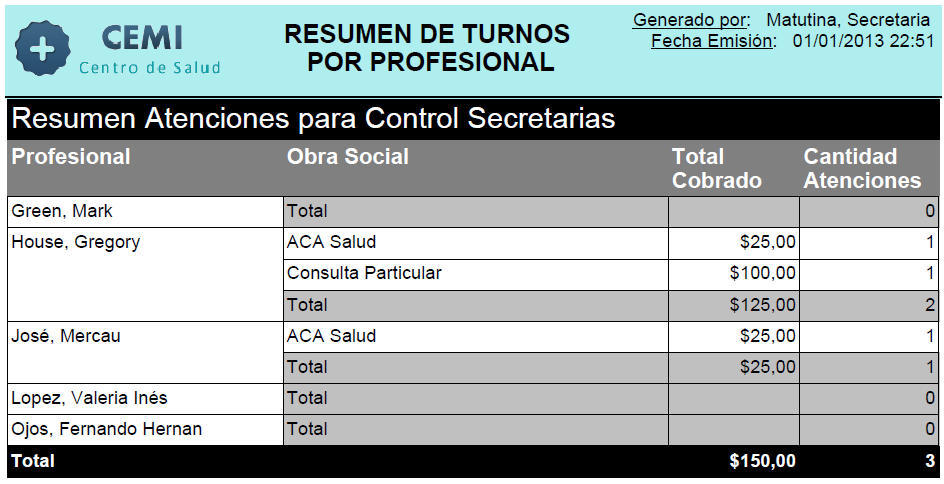 CEMI
Centro de Salud
RESUMEN DE TURNOS
POR PROFESIONAL
Generado por: Matutina, Secretaria
Fecha Emisión: 01/01/2013 22:51
Resumen Atenciones para Control Secretarias
Profesional Obra Social Total Cobrado Cantidad Atenciones
Green, Mark Total 0
House, Gregory ACA Salud $25,00 1
Consulta Particular $100,00 1
Total $125,00 2
José, Mercau ACA Salud $25,00 1
Total $25,00 1
Lopez, Valeria Inés Total 0
Ojos, Fernando Hernan Total 0
Total $150,00 3